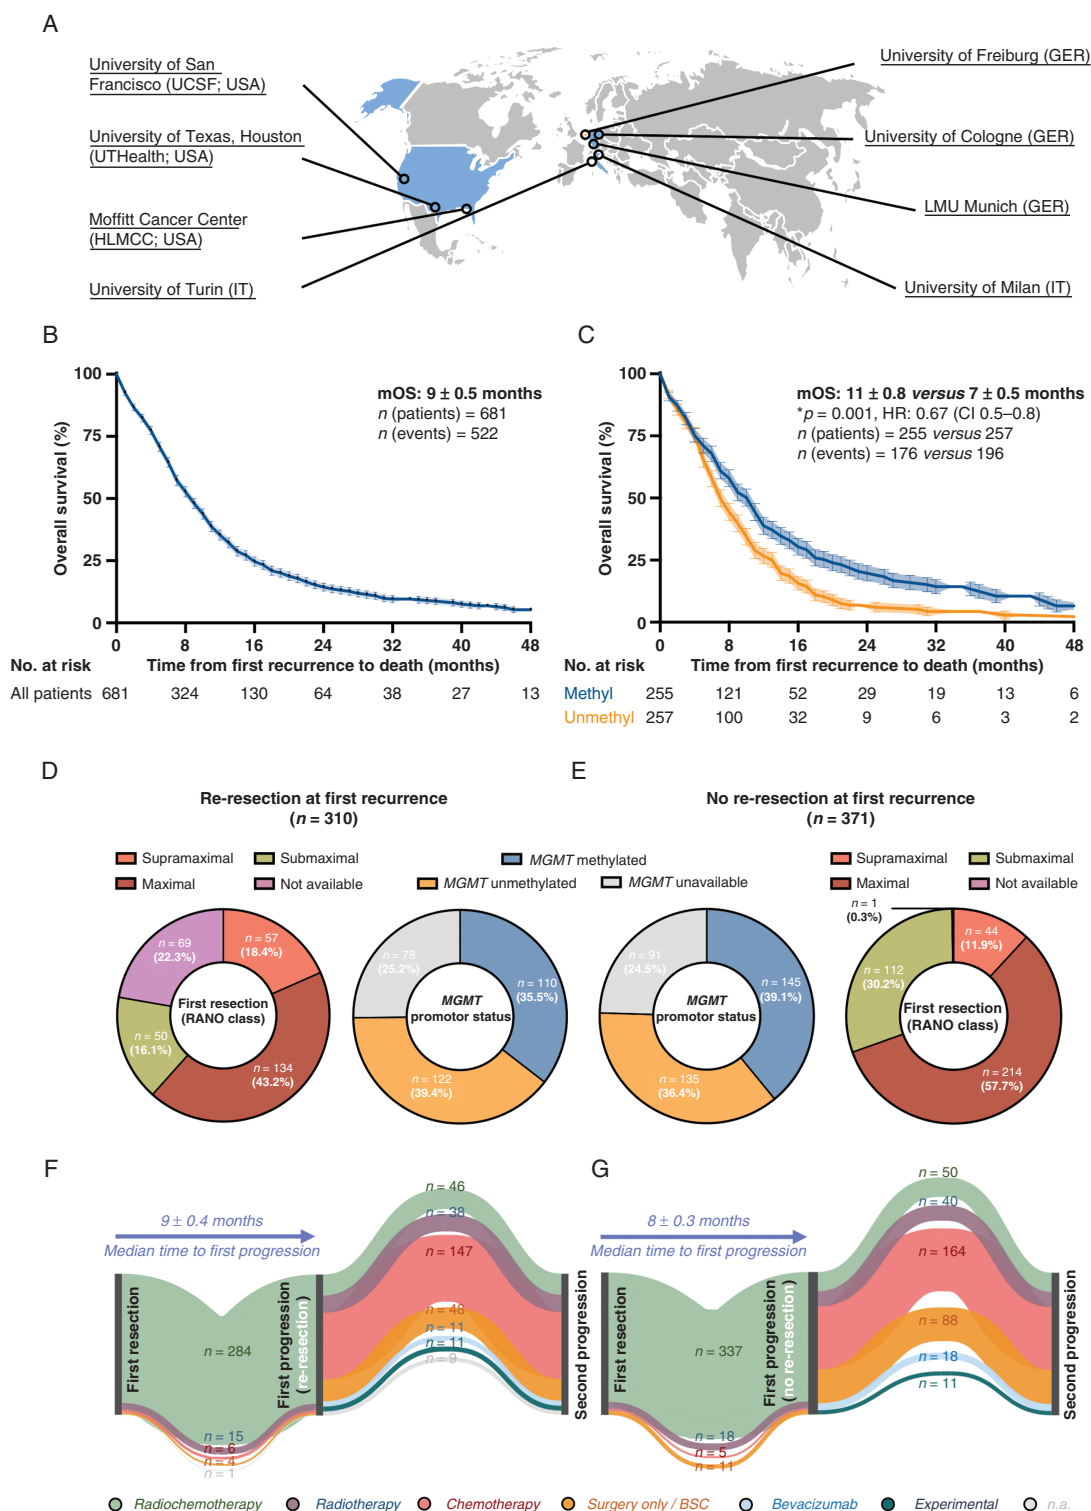 A
University of San
Francisco (UCSF; USA)
University of Texas, Houston
(UTHealth; USA)
Moffitt Cancer Center
(HLMCC; USA)
University of Turin (IT)
University of Freiburg (GER)
University of Cologne (GER)
LMU Munich (GER)
University of Milan (IT)
B
Overall survival (%)
100
75
50
25
0
mOS: 9 ± 0.5 months
n (patients) = 681
n (events) = 522
0 8 16 24 32 40 48
No. at risk Time from first recurrence to death (months)
All patients 681 324 130 64 38 27 13
C
Overall survival (%)
100
75
50
25
0
mOS: 11 ± 0.8 versus 7 ± 0.5 months
*p = 0.001, HR: 0.67 (CI 0.5–0.8)
n (patients) = 255 versus 257
n (events) = 176 versus 196
0 8 16 24 32 40 48
No. at risk Time from first recurrence to death (months)
Methyl 255 121 52 29 19 13 6
Unmethyl 257 100 32 9 6 3 2
D
Re-resection at first recurrence
(n = 310)
Supramaximal Submaximal
Maximal Not available
MGMT methylated
MGMT unmethylated MGMT unavailable
n = 69
(22.3%)
n = 57
(18.4%)
First resection
(RANO class)
n = 50
(16.1%)
n = 134
(43.2%)
n = 78
(25.2%)
n = 110
(35.5%)
MGMT
promotor status
n = 122
(39.4%)
E
No re-resection at first recurrence
(n = 371)
Supramaximal Submaximal
Maximal Not available
n = 91
(24.5%)
n = 145
(39.1%)
MGMT
promotor status
n = 135
(36.4%)
n = 1
(0.3%)
n = 44
(11.9%)
n = 112
(30.2%)
First resection
(RANO class)
n = 214
(57.7%)
F
9 ± 0.4 months
Median time to first progression
First resection
n = 284
First progression
(re-resection)
n = 15
n = 6
n = 4
n = 1
n = 46
n = 38
n = 147
n = 48
n = 11
n = 11
n = 9
Second progression
G
8 ± 0.3 months
Median time to first progression
First resection
n = 337
First progression
(no re-resection)
n = 18
n = 5
n = 11
n = 50
n = 40
n = 164
n = 88
n = 18
n = 11
Second progression
Radiochemotherapy Radiotherapy Chemotherapy Surgery only / BSC Bevacizumab Experimental n.a.